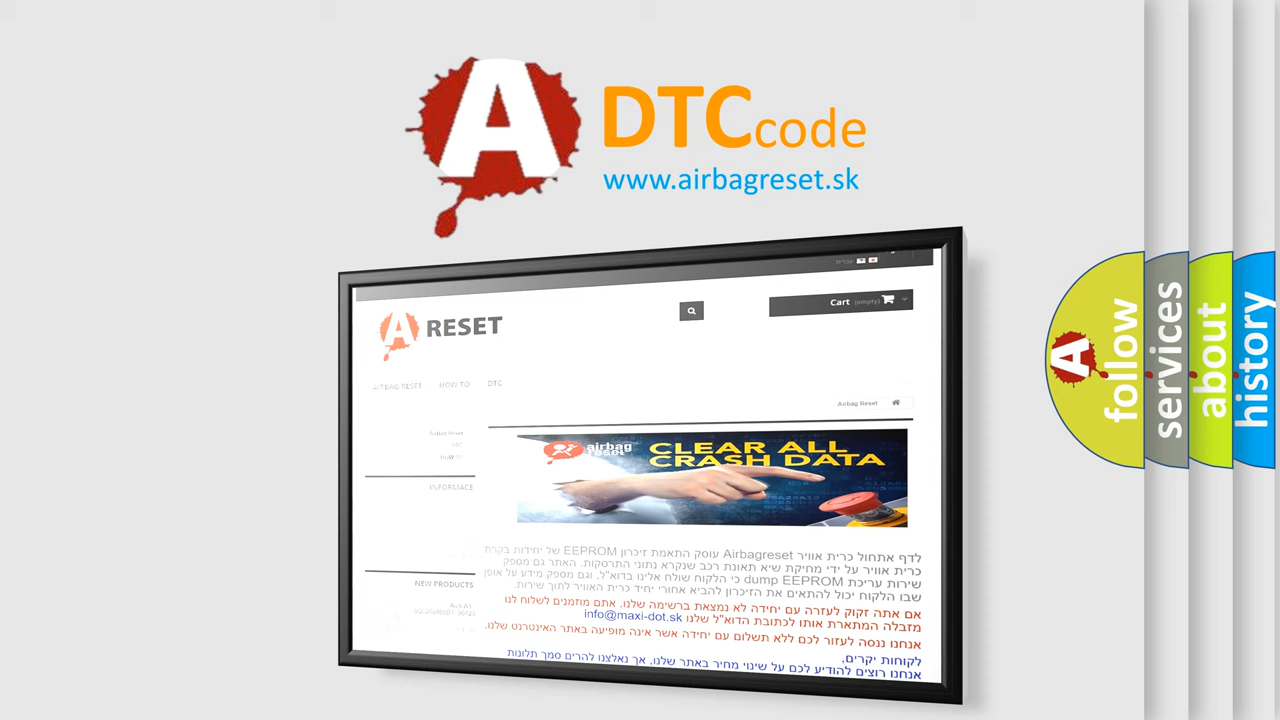 A
DTCcode
www.airbagreset.sk
עברית
A RESET
Cart (empty)
AIRBAG RESET HOW TO DTC
Airbag Reset
Airbag Reset
INFORMACE
NEW PRODUCTS
airbag
reset
CLEAR ALL
CRASH DATA
לדף אתחול כרית אוויר Airbagreset עוסק התאמת זיכרון EEPROM של יחידות בקרת
כרית אוויר על ידי מחיקת שיא תאונת רכב שנקרא נתוני התרסקות. האתר גם מספק
שירות עריכת dump EEPROM כי הלקוח שולח אלינו בדוא"ל, וגם מספק מידע על אופן
שבו הלקוח יכול להתאים את הזיכרון להביא אחורי יחיד כרית האוויר לתוך שירות.
אם אתה זקוק לעזרה עם יחידה לא נמצאת ברשימה שלנו, אתם מוזמנים לשלוח לנו
מזבלה המתארת אותו לכתובת הדוא"ל שלנו info@maxi-dot.sk
אנחנו ננסה לעזור לכם ללא תשלום עם יחידה אשר אינה מופיעה באתר האינטרנט שלנו.
לקוחות יקרים,
אנחנו רוצים להודיע לכם על שינוי מחיר באתר שלנו, אך נאלצנו להרים סמך תלונות
A follow
services
about
history